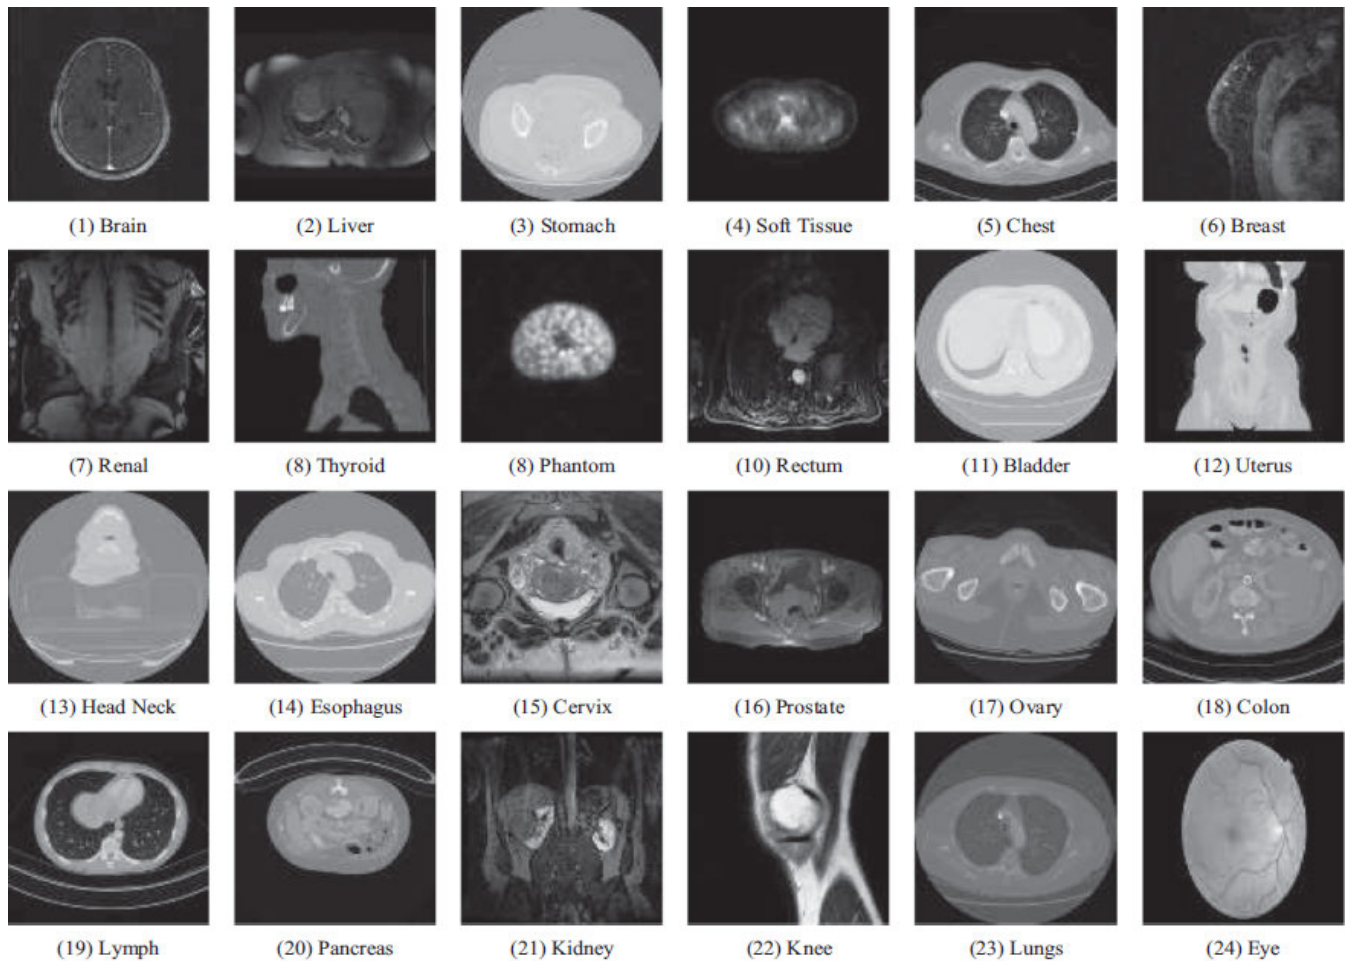 (1) Brain
(2) Liver
(3) Stomach
(4) Soft Tissue
(5) Chest
(6) Breast
(7) Renal
(8) Thyroid
(8) Phantom
(10) Rectum
(11) Bladder
(12) Uterus
(13) Head Neck
(14) Esophagus
(15) Cervix
(16) Prostate
(17) Ovary
(18) Colon
(19) Lymph
(20) Pancreas
(21) Kidney
(22) Knee
(23) Lungs
(24) Eye